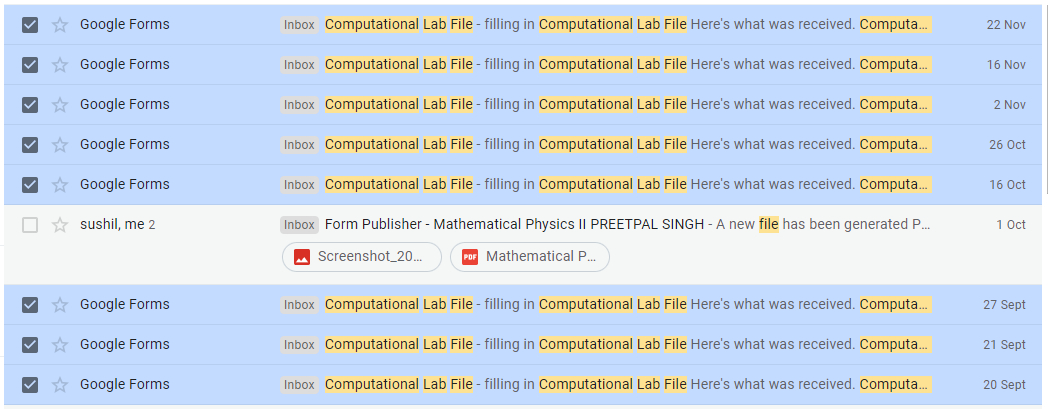 Google Forms Inbox Computational Lab File - filling in Computational Lab File Here's what was received. Computa... 22 Nov
Google Forms Inbox Computational Lab File - filling in Computational Lab File Here's what was received. Computa... 16 Nov
Google Forms Inbox Computational Lab File - filling in Computational Lab File Here's what was received. Computa... 2 Nov
Google Forms Inbox Computational Lab File - filling in Computational Lab File Here's what was received. Computa... 26 Oct
Google Forms Inbox Computational Lab File - filling in Computational Lab File Here's what was received. Computa... 16 Oct
sushil, me 2 Inbox Form Publisher - Mathematical Physics II PREETPAL SINGH - A new file has been generated P... 1 Oct
Screenshot_20... PDF Mathematical P...
Google Forms Inbox Computational Lab File - filling in Computational Lab File Here's what was received. Computa... 27 Sept
Google Forms Inbox Computational Lab File - filling in Computational Lab File Here's what was received. Computa... 21 Sept
Google Forms Inbox Computational Lab File - filling in Computational Lab File Here's what was received. Computa... 20 Sept